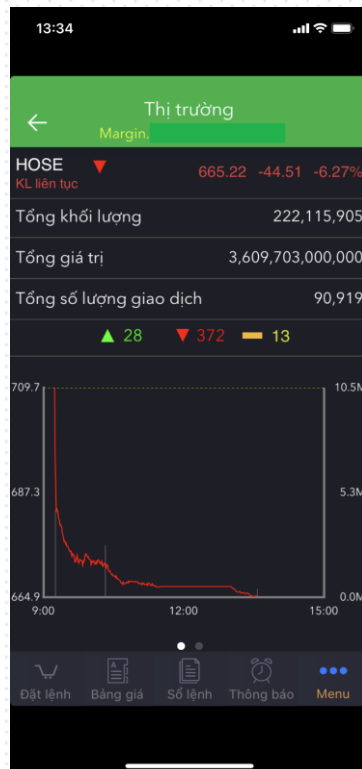 13:34
Thị trường
Margin.
HOSE ▼ 665.22 -44.51 -6.27%
KL liên tục
Tổng khối lượng 222,115,905
Tổng giá trị 3,609,703,000,000
Tổng số lượng giao dịch 90,919
▲ 28 ▼ 372 13
709.7 10.5M
687.3 5.3M
664.9 0.0M
9:00 12:00 15:00
Đặt lệnh Bảng giá Sổ lệnh Thông báo Menu